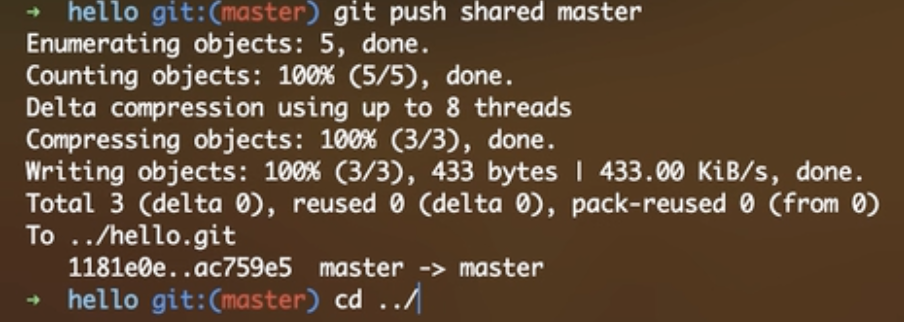 → hello git:(master) git push shared master
Enumerating objects: 5, done.
Counting objects: 100% (5/5), done.
Delta compression using up to 8 threads
Compressing objects: 100% (3/3), done.
Writing objects: 100% (3/3), 433 bytes | 433.00 KiB/s, done.
Total 3 (delta 0), reused 0 (delta 0), pack-reused 0 (from 0)
To ../hello.git
1181e0e..ac759e5 master -> master
→ hello git:(master) cd ../